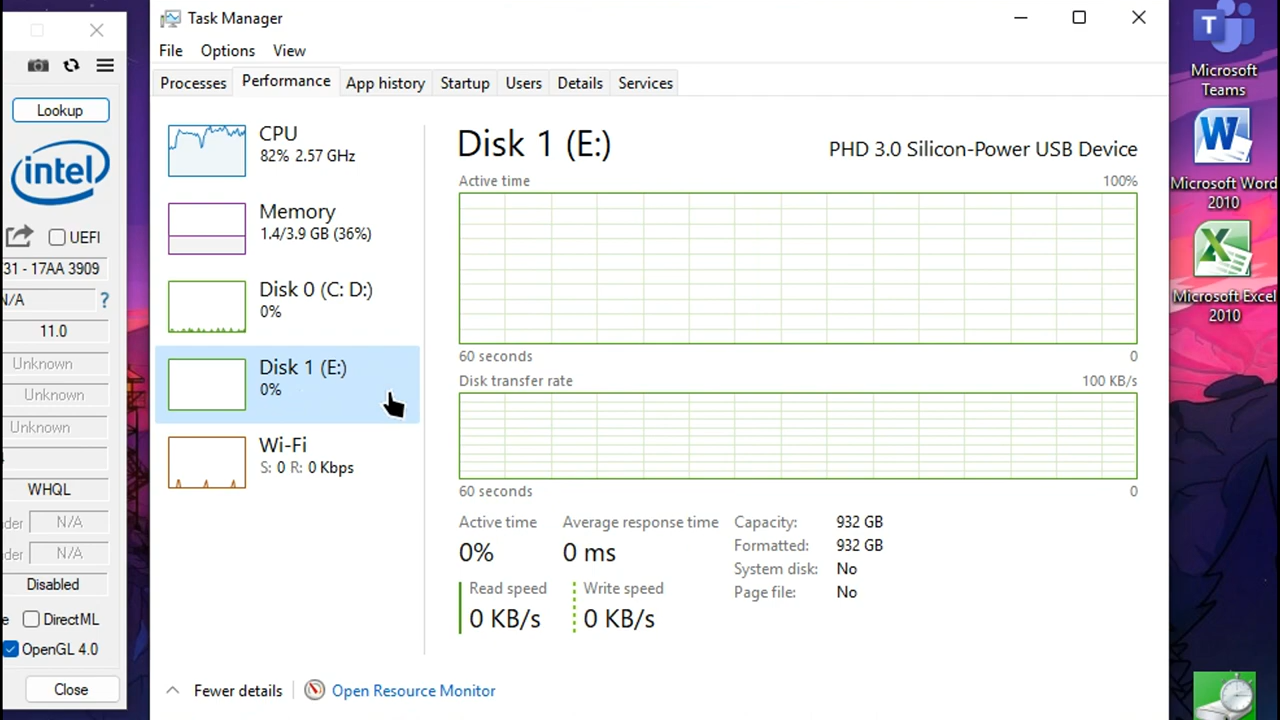 Task Manager
File Options View
Processes Performance App history Startup Users Details Services
Lookup
intel
UEFI
31 - 17AA 3909
N/A ?
11.0
Unknown
Unknown
Unknown
WHQL
N/A
N/A
Disabled
DirectML
OpenGL 4.0
Close
CPU
82% 2.57 GHz
Memory
1.4/3.9 GB (36%)
Disk 0 (C: D:)
0%
Disk 1 (E:)
0%
Wi-Fi
S: 0 R: 0 Kbps
Disk 1 (E:) PHD 3.0 Silicon-Power USB Device
Active time 100%
60 seconds 0
Disk transfer rate 100 KB/s
60 seconds 0
Active time Average response time
0% 0 ms
Read speed Write speed
0 KB/s 0 KB/s
Capacity: 932 GB
Formatted: 932 GB
System disk: No
Page file: No
Fewer details Open Resource Monitor
T
Microsoft
Teams
W
Microsoft Word
2010
X
Microsoft Excel
2010